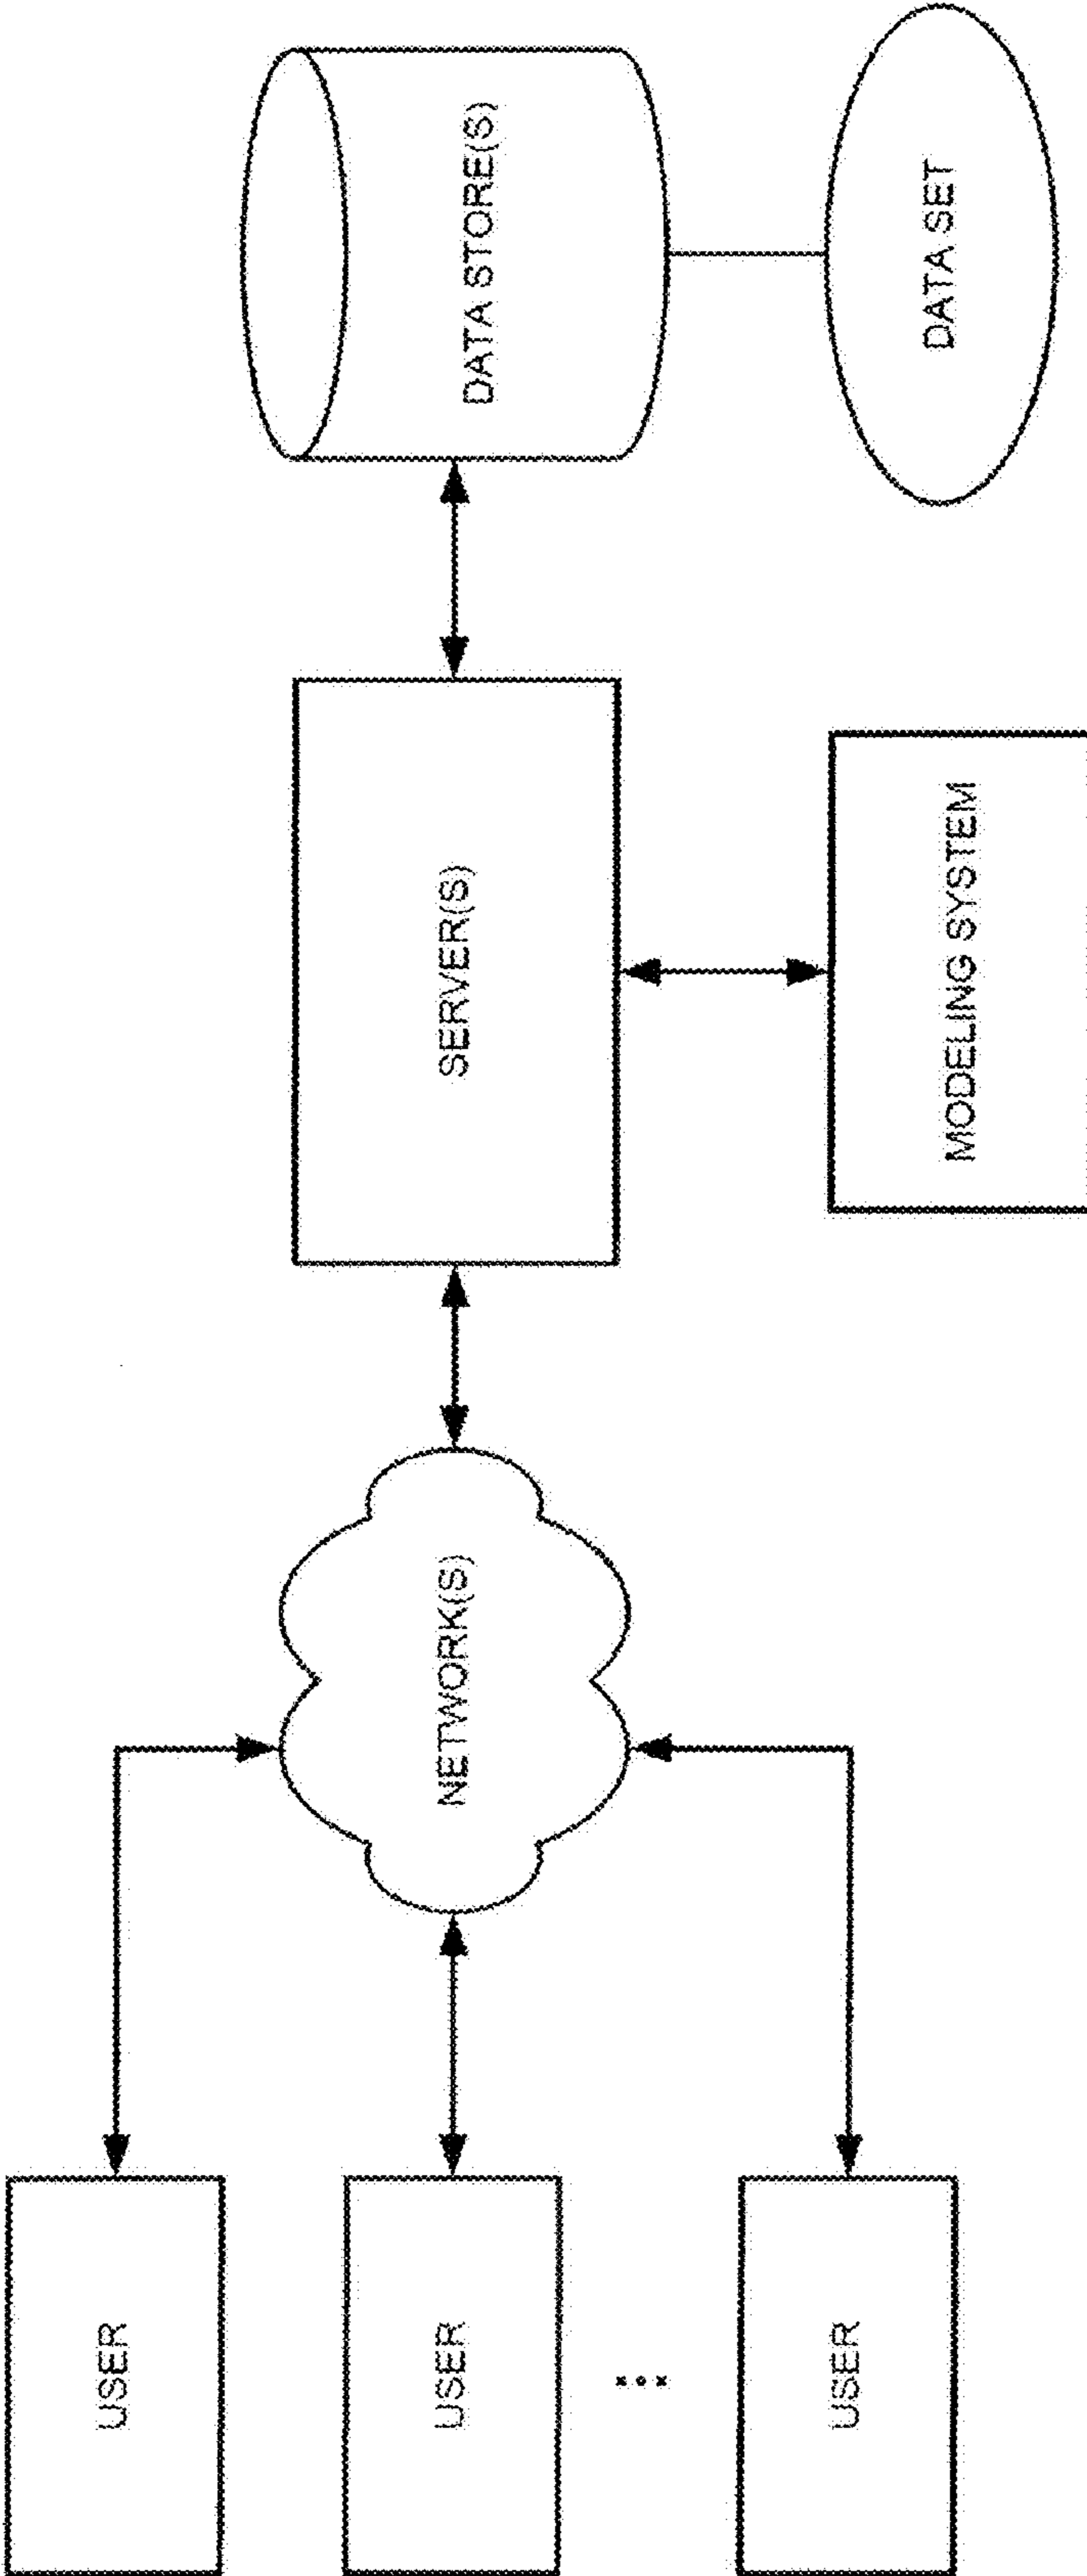 USER
USER
USER
NETWORK(S)
SERVER(S)
MODELING SYSTEM
DATA STORE(S)
DATA SET